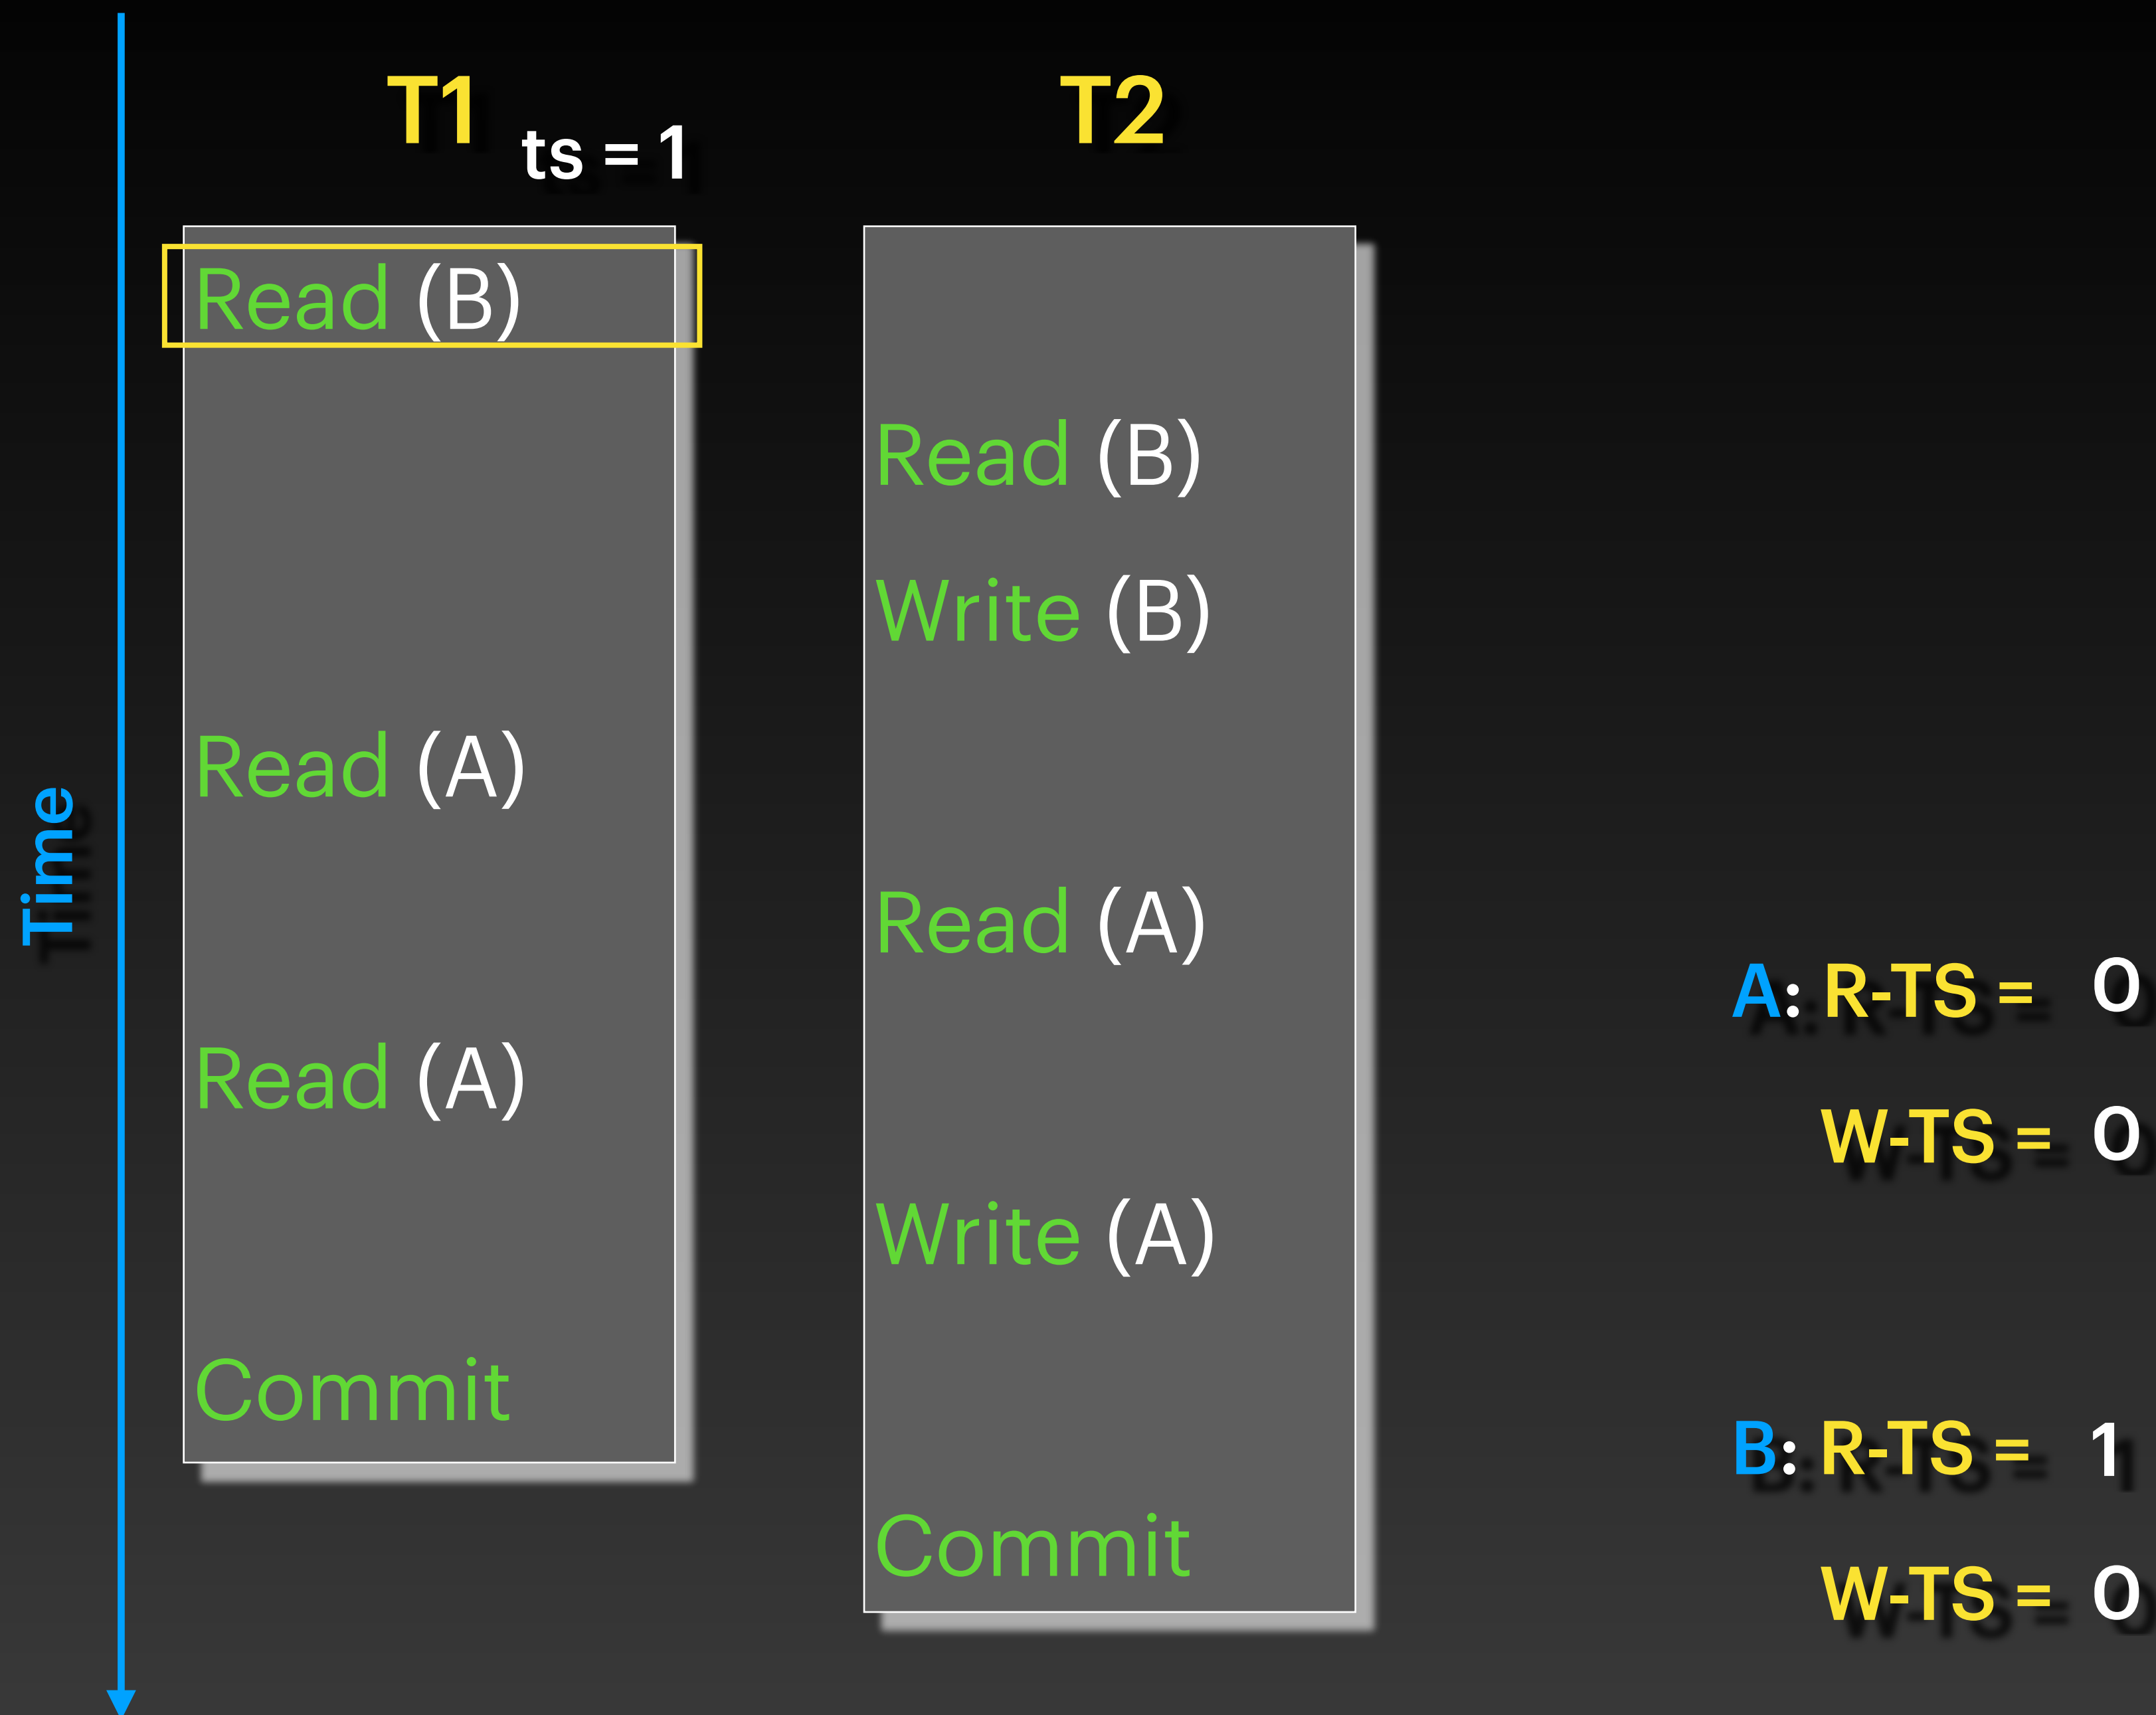 T1 ts = 1
T2
Read (B)
Read (B)
Write (B)
Read (A)
Read (A)
Read (A)
Write (A)
Commit
Commit
Time
A: R-TS = 0
W-TS = 0
B: R-TS = 1
W-TS = 0